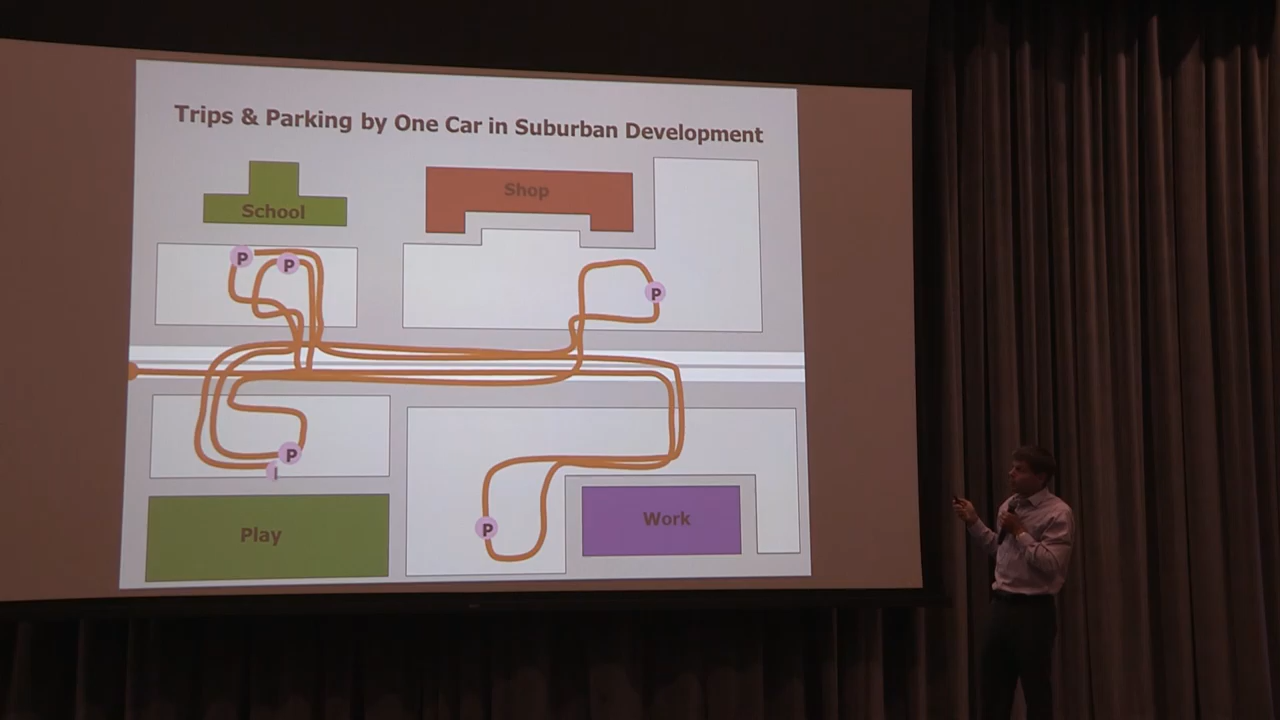 Trips & Parking by One Car in Suburban Development
Shop
School
P
P
P
P
P
Work
Play